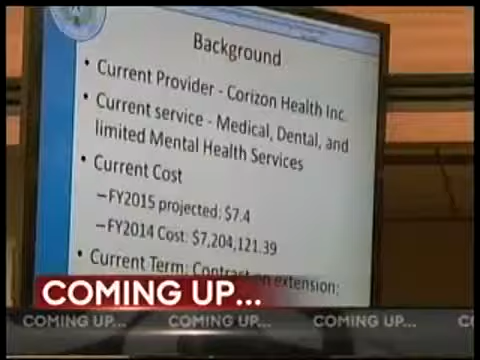 Background
• Current Provider - Corizon Health Inc.
• Current service - Medical, Dental, and
limited Mental Health Services
• Current Cost
–FY2015 projected: $7.4
–FY2014 Cost: $7,204,121.39
• Current Term: Contract on extension;
COMING UP...
COMING UP... COMING UP... COMING UP... C